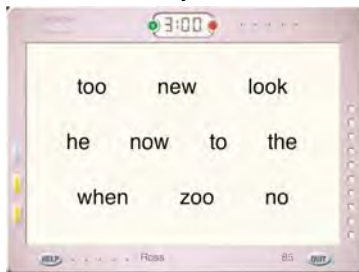 3:00
too new look
he now to the
when zoo no
HELP Ross 85 QUIT